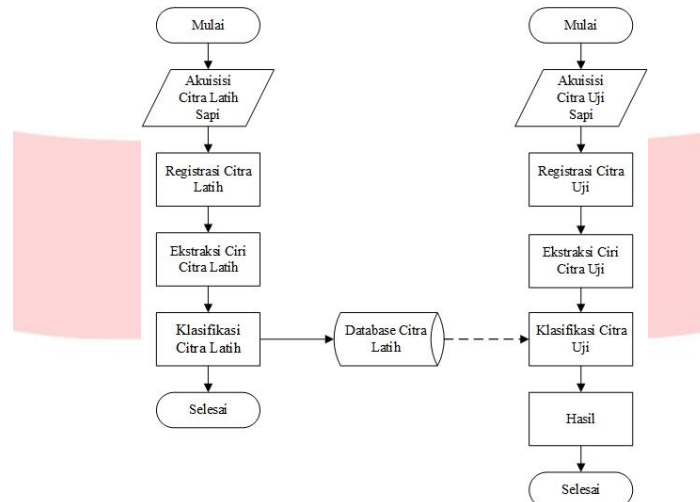 Mulai
Akuisisi
Citra Latih
Sapi
Registrasi Citra
Latih
Ekstraksi Ciri
Citra Latih
Klasifikasi
Citra Latih
Selesai
Database Citra
Latih
Mulai
Akuisisi
Citra Uji
Sapi
Registrasi Citra
Uji
Ekstraksi Ciri
Citra Uji
Klasifikasi Citra
Uji
Hasil
Selesai